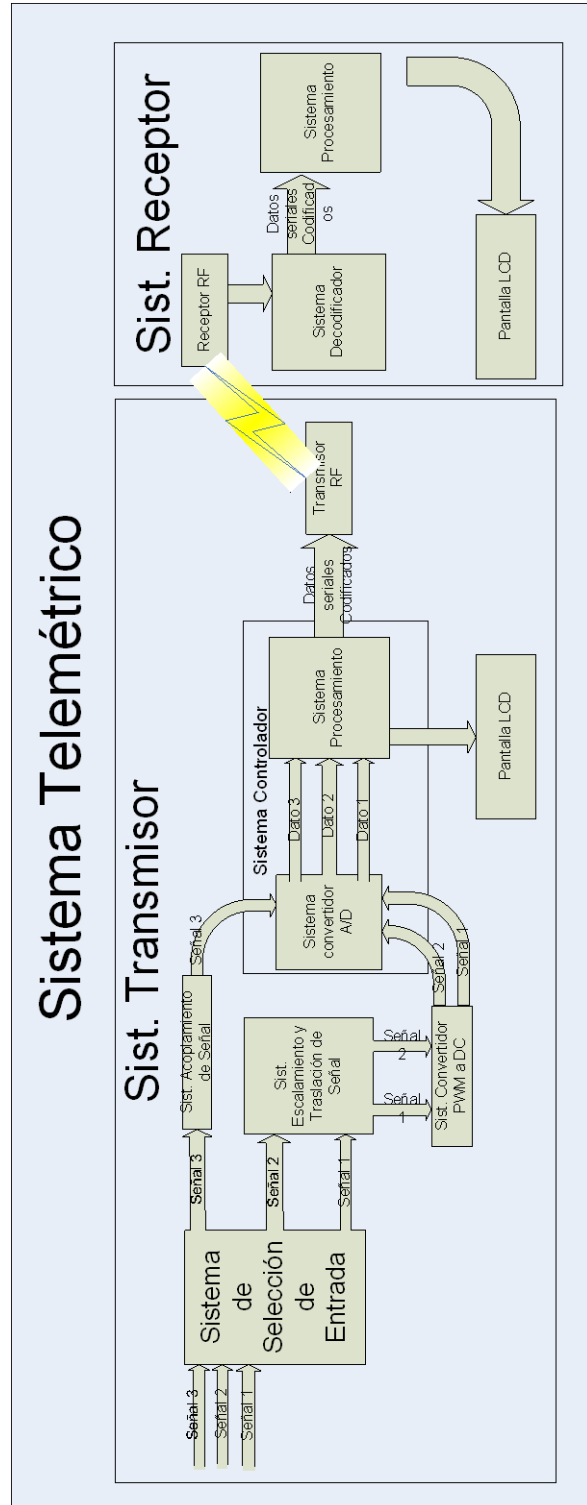 Sistema Telemétrico
Sist. Transmisor
Señal 3
Señal 2
Señal 1
Sistema
de
Selección
de
Entrada
Señal 3
Señal 2
Señal 1
Sist. Acoplamiento
de Señal
Sist.
Escalamiento y
Traslación de
Señal
Señal
1
Señal
2
Sist. Convertidor
PWM a DC
Señal 3
Señal 2
Señal 1
Sistema Controlador
Sistema
convertidor
A/D
Dato 3
Dato 2
Dato 1
Sistema
Procesamiento
Pantalla LCD
Datos
seriales
Codificados
Transmisor
RF
Sist. Receptor
Receptor RF
Sistema
Decodificador
Datos
seriales
Codificad
os
Sistema
Procesamiento
Pantalla LCD